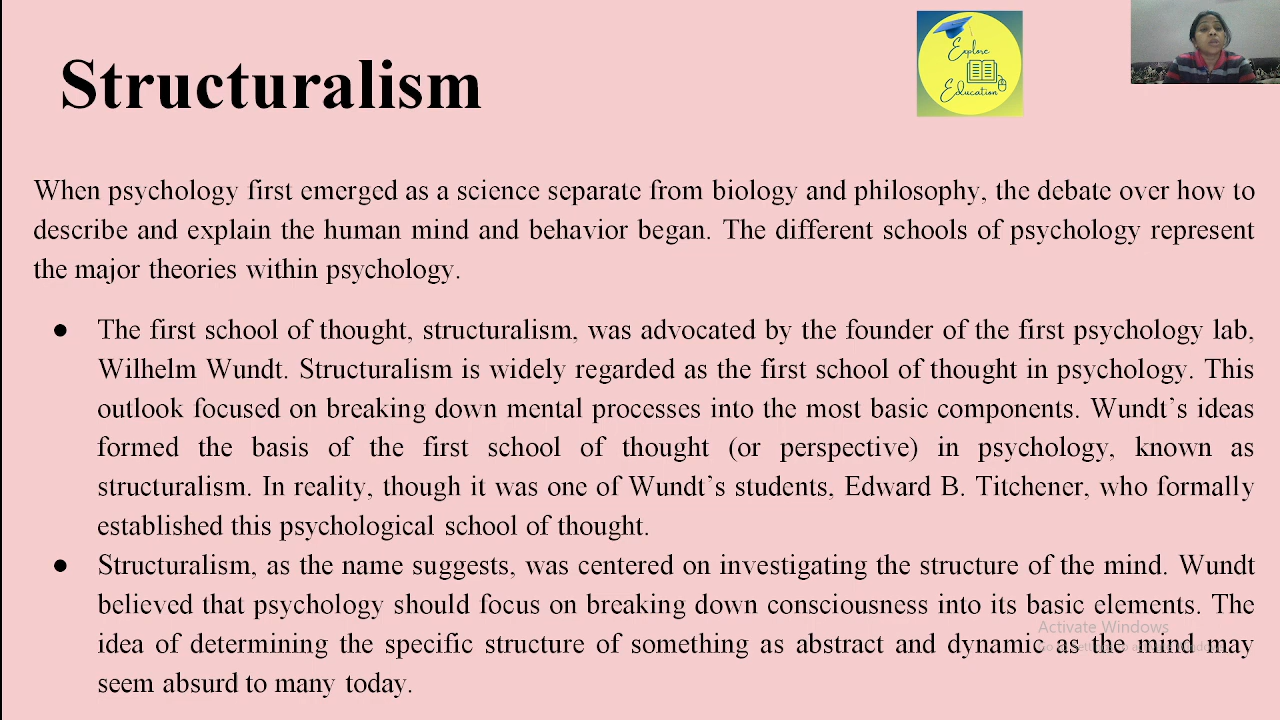 Structuralism
Explore
Education
When psychology first emerged as a science separate from biology and philosophy, the debate over how to
describe and explain the human mind and behavior began. The different schools of psychology represent
the major theories within psychology.
● The first school of thought, structuralism, was advocated by the founder of the first psychology lab,
Wilhelm Wundt. Structuralism is widely regarded as the first school of thought in psychology. This
outlook focused on breaking down mental processes into the most basic components. Wundt’s ideas
formed the basis of the first school of thought (or perspective) in psychology, known as
structuralism. In reality, though it was one of Wundt’s students, Edward B. Titchener, who formally
established this psychological school of thought.
● Structuralism, as the name suggests, was centered on investigating the structure of the mind. Wundt
believed that psychology should focus on breaking down consciousness into its basic elements. The
idea of determining the specific structure of something as abstract and dynamic as the mind may
seem absurd to many today.
Activate Windows